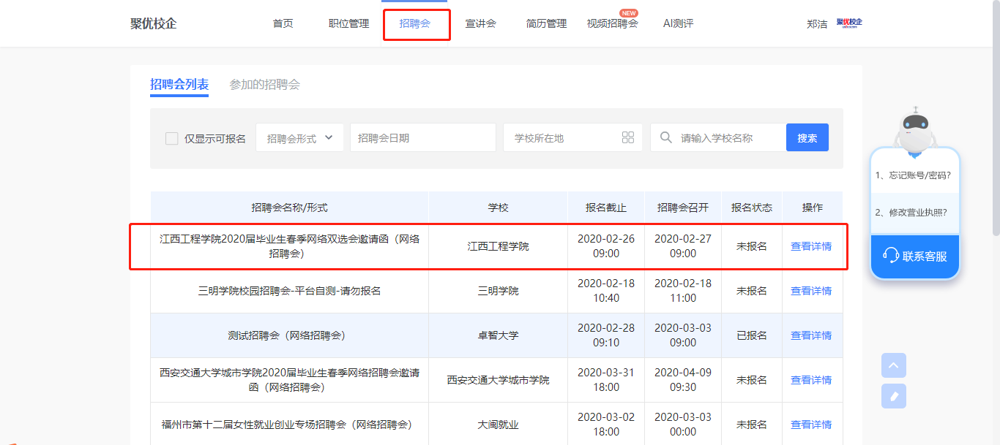 聚优校企
首页
职位管理
招聘会
宣讲会
简历管理
视频招聘会
NEW
AI测评
郑洁
聚优校企
招聘会列表
参加的招聘会
仅显示可报名
招聘会形式
招聘会日期
学校所在地
请输入学校名称
搜索
招聘会名称/形式
学校
报名截止
招聘会召开
报名状态
操作
江西工程学院2020届毕业生春季网络双选会邀请函（网络
招聘会）
江西工程学院
2020-02-26
09:00
2020-02-27
09:00
未报名
查看详情
三明学院校园招聘会-平台自测-请勿报名
三明学院
2020-02-18
10:40
2020-02-18
11:00
未报名
查看详情
测试招聘会（网络招聘会）
卓智大学
2020-02-28
09:10
2020-03-03
09:00
已报名
查看详情
西安交通大学城市学院2020届毕业生春季网络招聘会邀请
函（网络招聘会）
西安交通大学城市学院
2020-03-31
18:00
2020-04-09
09:30
未报名
查看详情
福州市第十二届女性就业创业专场招聘会（网络招聘会）
大闽就业
2020-03-02
18:00
2020-03-03
00:00
未报名
查看详情
1、忘记账号/密码?
2、修改营业执照?
联系客服